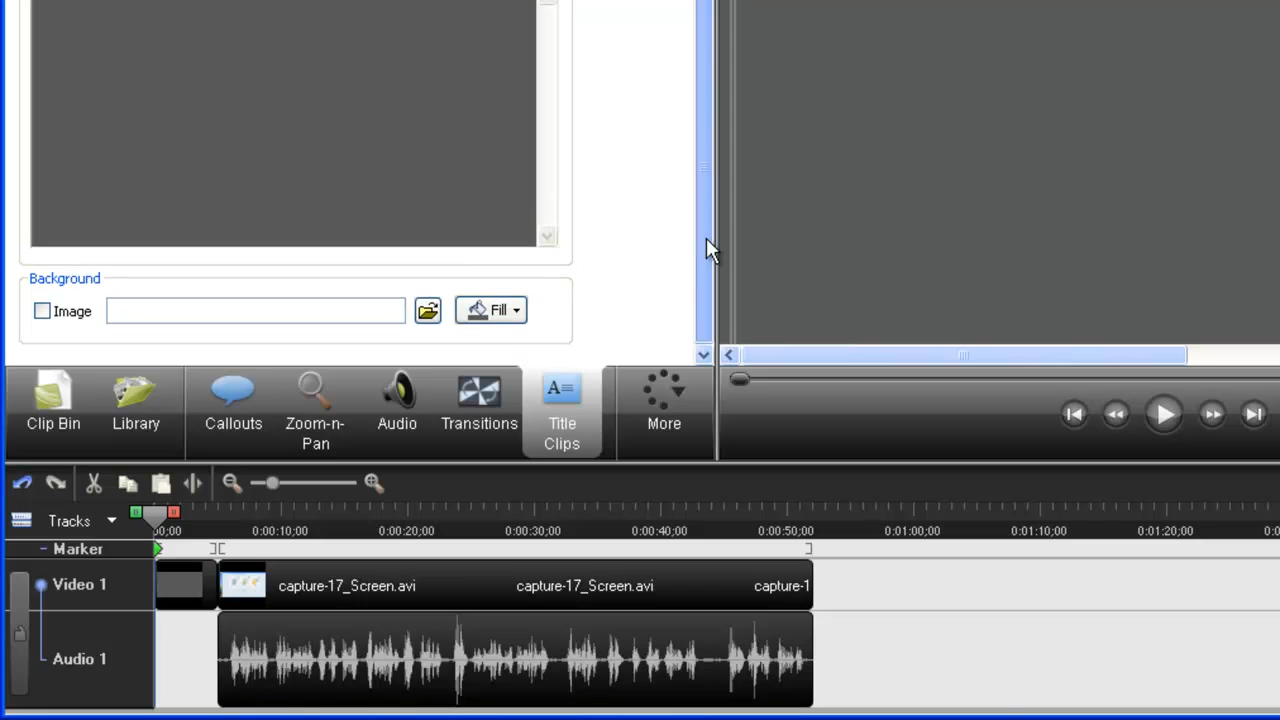 Background
Image
Fill
Clip Bin
Library
Callouts
Zoom-n-
Pan
Audio
Transitions
Title
Clips
More
Tracks
00;00
0:00:10;00
0:00:20;00
0:00:30;00
0:00:40;00
0:00:50;00
0:01:00;00
0:01:10;00
0:01:20;00
- Marker
Video 1
capture-17_Screen.avi
capture-17_Screen.avi
capture-1
Audio 1